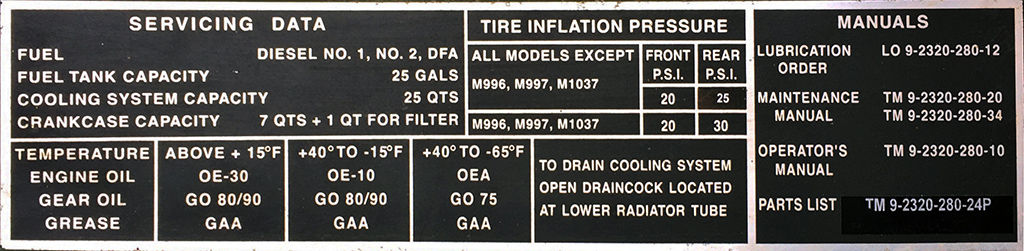 SERVICING DATA
FUEL DIESEL NO. 1, NO. 2, DFA
FUEL TANK CAPACITY 25 GALS
COOLING SYSTEM CAPACITY 25 QTS
CRANKCASE CAPACITY 7 QTS + 1 QT FOR FILTER
TIRE INFLATION PRESSURE
ALL MODELS EXCEPT FRONT REAR
M996, M997, M1037 P.S.I. P.S.I.
20 25
M996, M997, M1037 20 30
MANUALS
LUBRICATION LO 9-2320-280-12
ORDER
MAINTENANCE TM 9-2320-280-20
MANUAL TM 9-2320-280-34
OPERATOR'S TM 9-2320-280-10
MANUAL
PARTS LIST TM 9-2320-280-24P
TEMPERATURE ABOVE + 15°F +40° TO -15°F +40° TO -65°F
ENGINE OIL OE-30 OE-10 OEA
GEAR OIL GO 80/90 GO 80/90 GO 75
GREASE GAA GAA GAA
TO DRAIN COOLING SYSTEM
OPEN DRAINCOCK LOCATED
AT LOWER RADIATOR TUBE